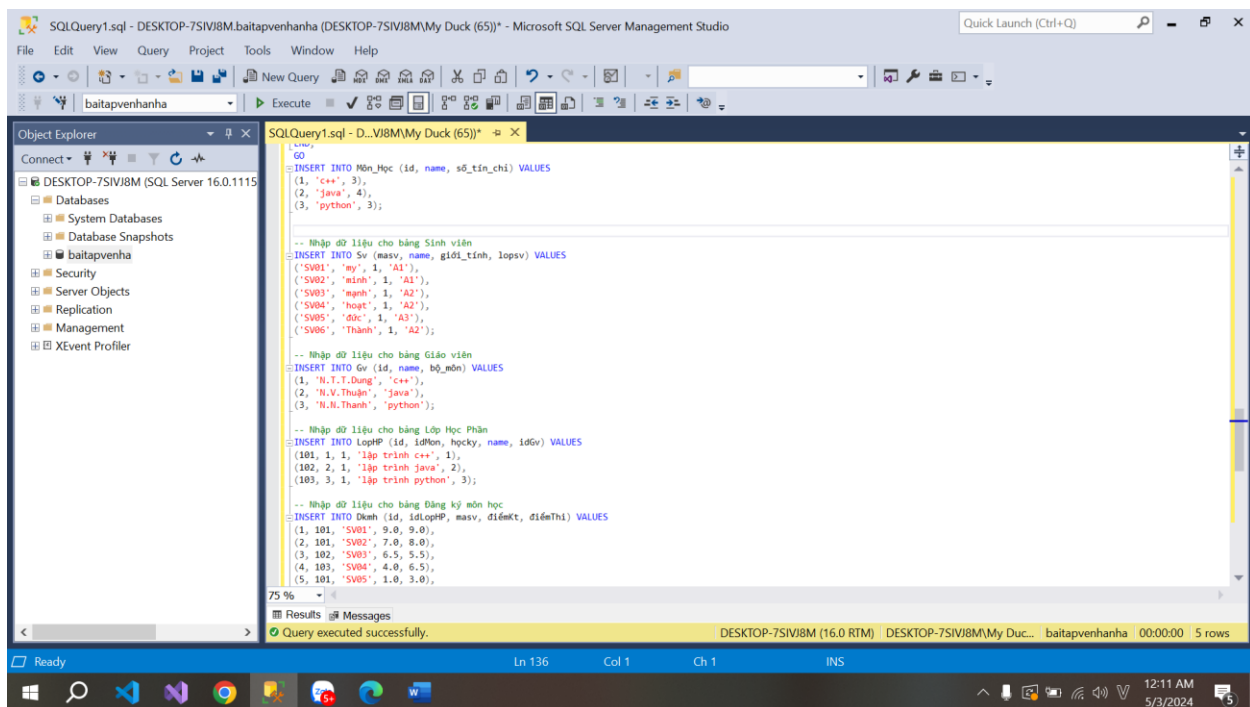 SQLQuery1.sql - DESKTOP-7SIVJ8M.baitapvenhanha (DESKTOP-7SIVJ8M\My Duck (65))* - Microsoft SQL Server Management Studio
Quick Launch (Ctrl+Q)
File Edit View Query Project Tools Window Help
New Query
baitapvenhanha
Execute
Object Explorer
SQLQuery1.sql - D...VJ8M\My Duck (65))*
Connect
DESKTOP-7SIVJ8M (SQL Server 16.0.1115
Databases
System Databases
Database Snapshots
baitapvenha
Security
Server Objects
Replication
Management
XEvent Profiler
END;
GO
INSERT INTO Môn_Học (id, name, số_tín_chỉ) VALUES
(1, 'c++', 3),
(2, 'java', 4),
(3, 'python', 3);
-- Nhập dữ liệu cho bảng Sinh viên
INSERT INTO Sv (masv, name, giới_tính, lopsv) VALUES
('SV01', 'my', 1, 'A1'),
('SV02', 'minh', 1, 'A1'),
('SV03', 'mạnh', 1, 'A2'),
('SV04', 'hoạt', 1, 'A2'),
('SV05', 'đức', 1, 'A3'),
('SV06', 'Thành', 1, 'A2');
-- Nhập dữ liệu cho bảng Giáo viên
INSERT INTO Gv (id, name, bộ_môn) VALUES
(1, 'N.T.T.Dung', 'c++'),
(2, 'N.V.Thuận', 'java'),
(3, 'N.N.Thanh', 'python');
-- Nhập dữ liệu cho bảng Lớp Học Phần
INSERT INTO LopHP (id, idMon, họcky, name, idGv) VALUES
(101, 1, 1, 'lập trình c++', 1),
(102, 2, 1, 'lập trình java', 2),
(103, 3, 1, 'lập trình python', 3);
-- Nhập dữ liệu cho bảng Đăng ký môn học
INSERT INTO Dkmh (id, idLopHP, masv, điểmKt, điểmThi) VALUES
(1, 101, 'SV01', 9.0, 9.0),
(2, 101, 'SV02', 7.0, 8.0),
(3, 102, 'SV03', 6.5, 5.5),
(4, 103, 'SV04', 4.0, 6.5),
(5, 101, 'SV05', 1.0, 3.0),
75 %
Results Messages
Query executed successfully.
DESKTOP-7SIVJ8M (16.0 RTM) DESKTOP-7SIVJ8M\My Duc... baitapvenhanha 00:00:00 5 rows
Ready Ln 136 Col 1 Ch 1 INS
12:11 AM
5/3/2024